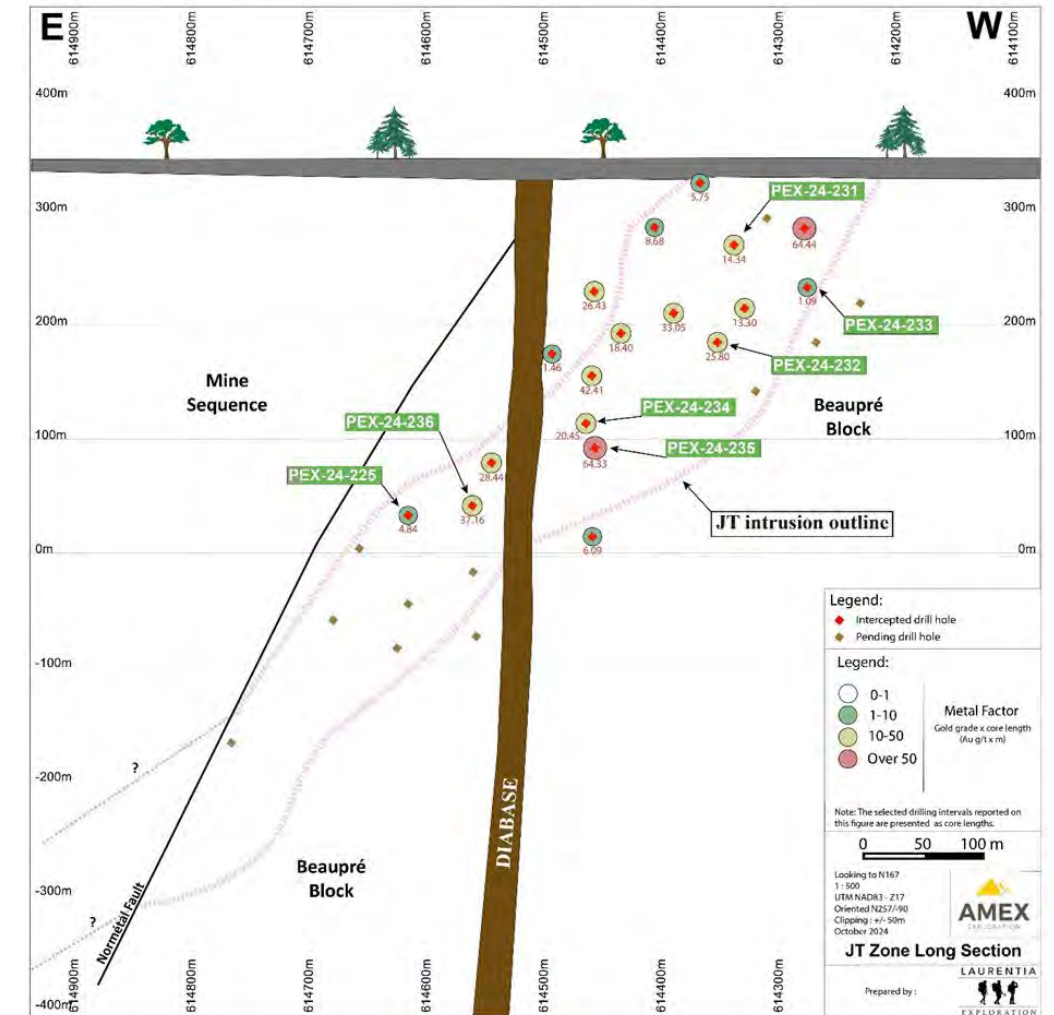 E
W
614900m
614800m
614700m
614600m
614500m
614400m
614300m
614200m
614100m
400m
400m
300m
300m
200m
200m
100m
100m
0m
0m
-100m
-200m
-300m
-400m
5.75
PEX-24-231
8.68
14.34
64.44
26.43
1.09
PEX-24-233
33.05
13.30
18.40
25.80
PEX-24-232
1.46
42.41
Mine
Sequence
Beaupré
Block
PEX-24-234
20.45
PEX-24-236
PEX-24-235
64.33
28.44
PEX-24-225
37.16
4.84
JT intrusion outline
6.09
?
?
Normétal Fault
DIABASE
Beaupré
Block
Legend:
Intercepted drill hole
Pending drill hole
Legend:
0-1
1-10
10-50
Over 50
Metal Factor
Gold grade x core length
(Au g/t x m)
Note: The selected drilling intervals reported on
this figure are presented as core lengths.
0 50 100 m
Looking to N167
1 : 500
UTM NAD83 - Z17
Oriented N257/-90
Clipping : +/- 50m
October 2024
AMEX
EXPLORATION
JT Zone Long Section
Prepared by :
LAURENTIA
EXPLORATION
614900m
614800m
614700m
614600m
614500m
614400m
614300m